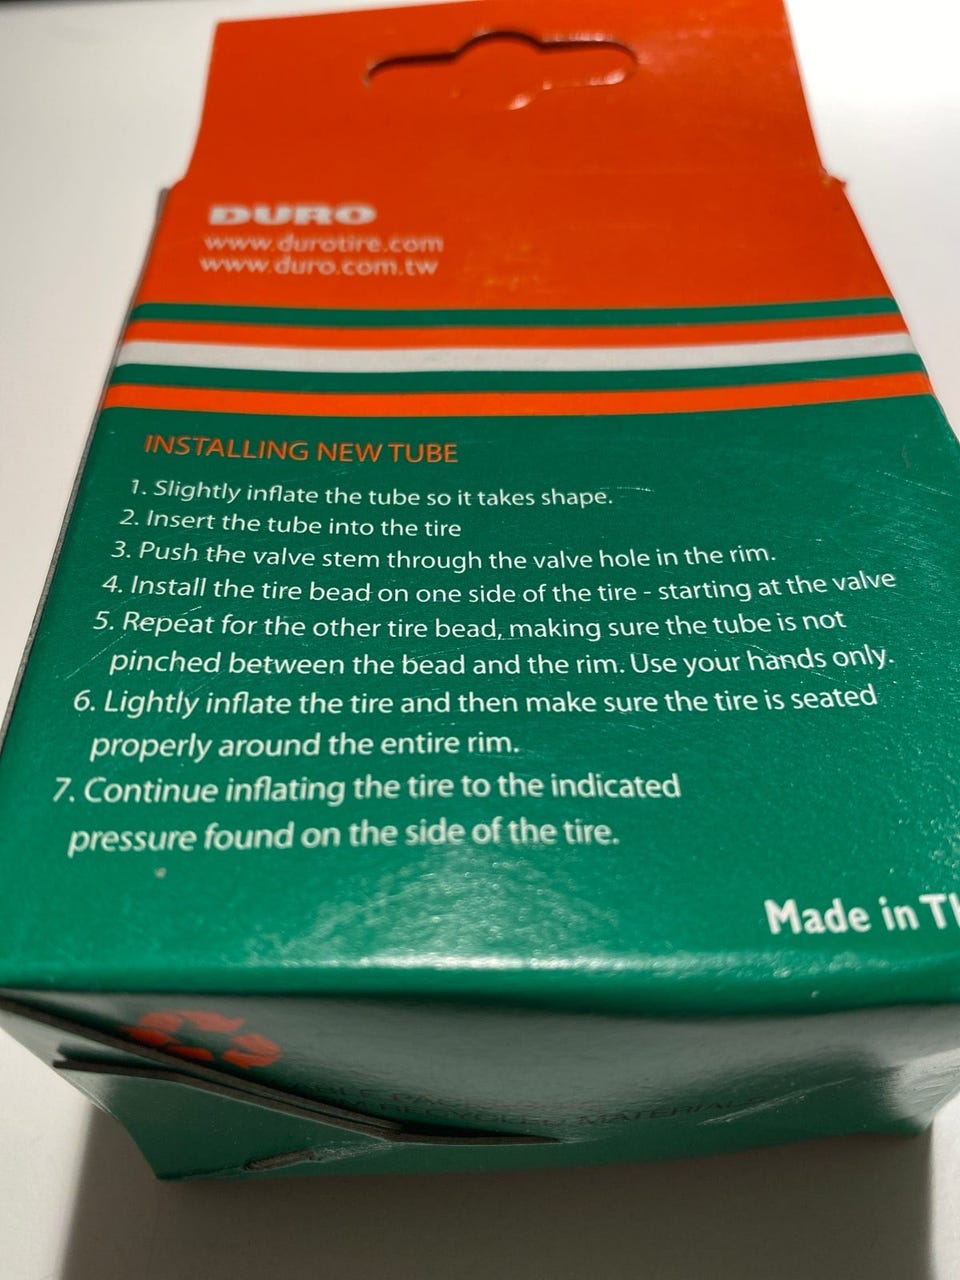 DURO
www.durotire.com
www.duro.com.tw
INSTALLING NEW TUBE
1. Slightly inflate the tube so it takes shape.
2. Insert the tube into the tire
3. Push the valve stem through the valve hole in the rim.
4. Install the tire bead on one side of the tire - starting at the valve
5. Repeat for the other tire bead, making sure the tube is not
pinched between the bead and the rim. Use your hands only.
6. Lightly inflate the tire and then make sure the tire is seated
properly around the entire rim.
7. Continue inflating the tire to the indicated
pressure found on the side of the tire.
Made in
RECYCLED MATERIALS